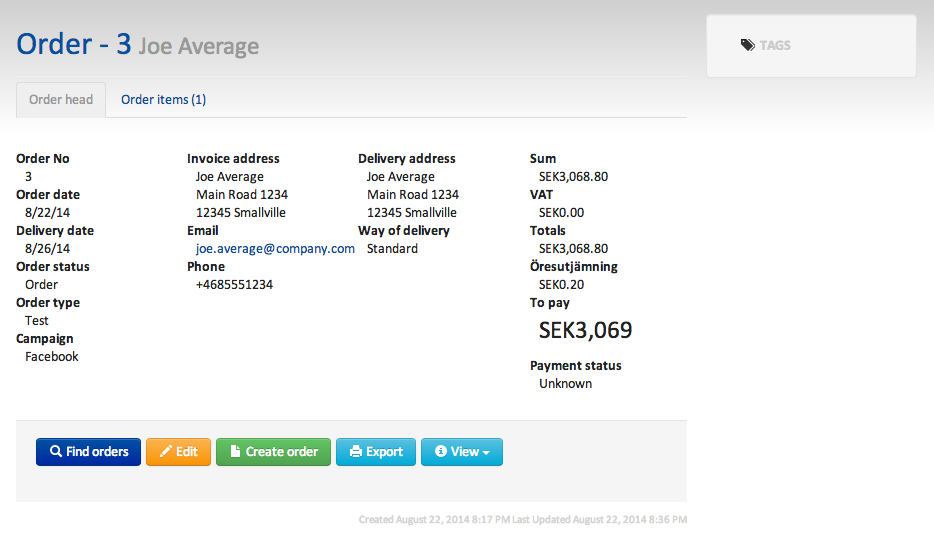 Order - 3 Joe Average
TAGS
Order head
Order items (1)
Order No
3
Order date
8/22/14
Delivery date
8/26/14
Order status
Order
Order type
Test
Campaign
Facebook
Invoice address
Joe Average
Main Road 1234
12345 Smallville
Email
joe.average@company.com
Phone
+4685551234
Delivery address
Joe Average
Main Road 1234
12345 Smallville
Way of delivery
Standard
Sum
SEK3,068.80
VAT
SEK0.00
Totals
SEK3,068.80
Öresutjämning
SEK0.20
To pay
SEK3,069
Payment status
Unknown
Find orders
Edit
Create order
Export
View
Created August 22, 2014 8:17 PM Last Updated August 22, 2014 8:36 PM